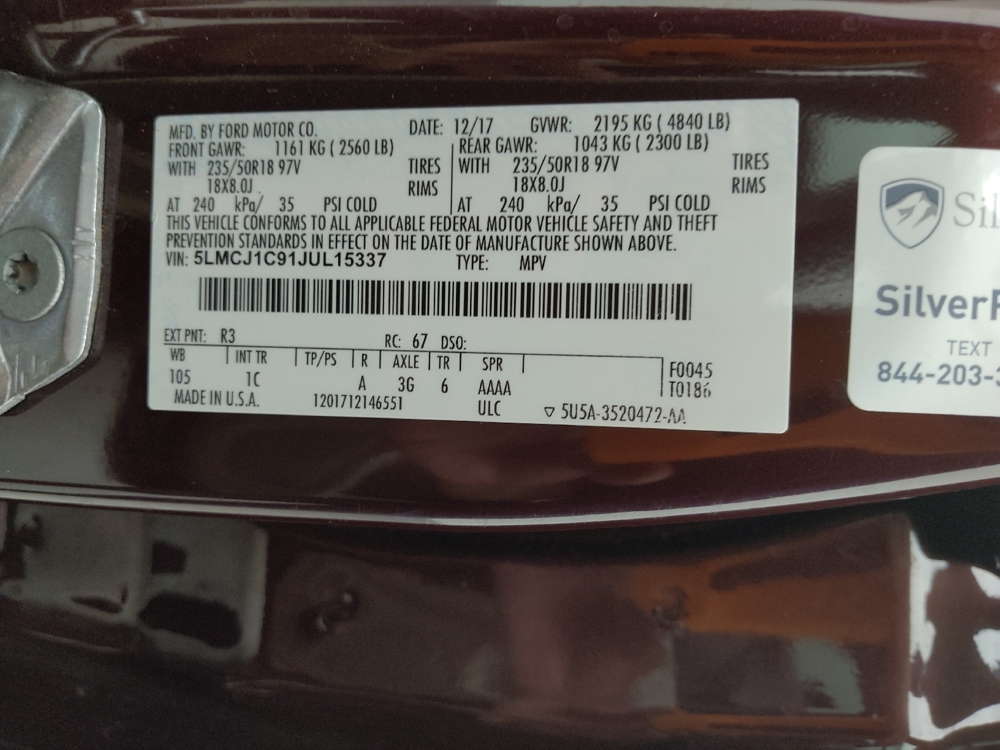 MFD. BY FORD MOTOR CO. DATE: 12/17 GVWR: 2195 KG ( 4840 LB)
FRONT GAWR: 1161 KG ( 2560 LB) REAR GAWR: 1043 KG ( 2300 LB)
WITH 235/50R18 97V TIRES WITH 235/50R18 97V TIRES
18X8.0J RIMS 18X8.0J RIMS
AT 240 kPa/ 35 PSI COLD AT 240 kPa/ 35 PSI COLD
THIS VEHICLE CONFORMS TO ALL APPLICABLE FEDERAL MOTOR VEHICLE SAFETY AND THEFT
PREVENTION STANDARDS IN EFFECT ON THE DATE OF MANUFACTURE SHOWN ABOVE.
VIN: 5LMCJ1C91JUL15337 TYPE: MPV
EXT PNT: R3 RC: 67 DSO:
WB INT TR TP/PS R AXLE TR SPR
105 1C A 3G 6 AAAA
F0045
T0186
MADE IN U.S.A. 1201712146551 ULC ▽ 5U5A-3520472-AA
Sil
Silver
TEXT
844-203-